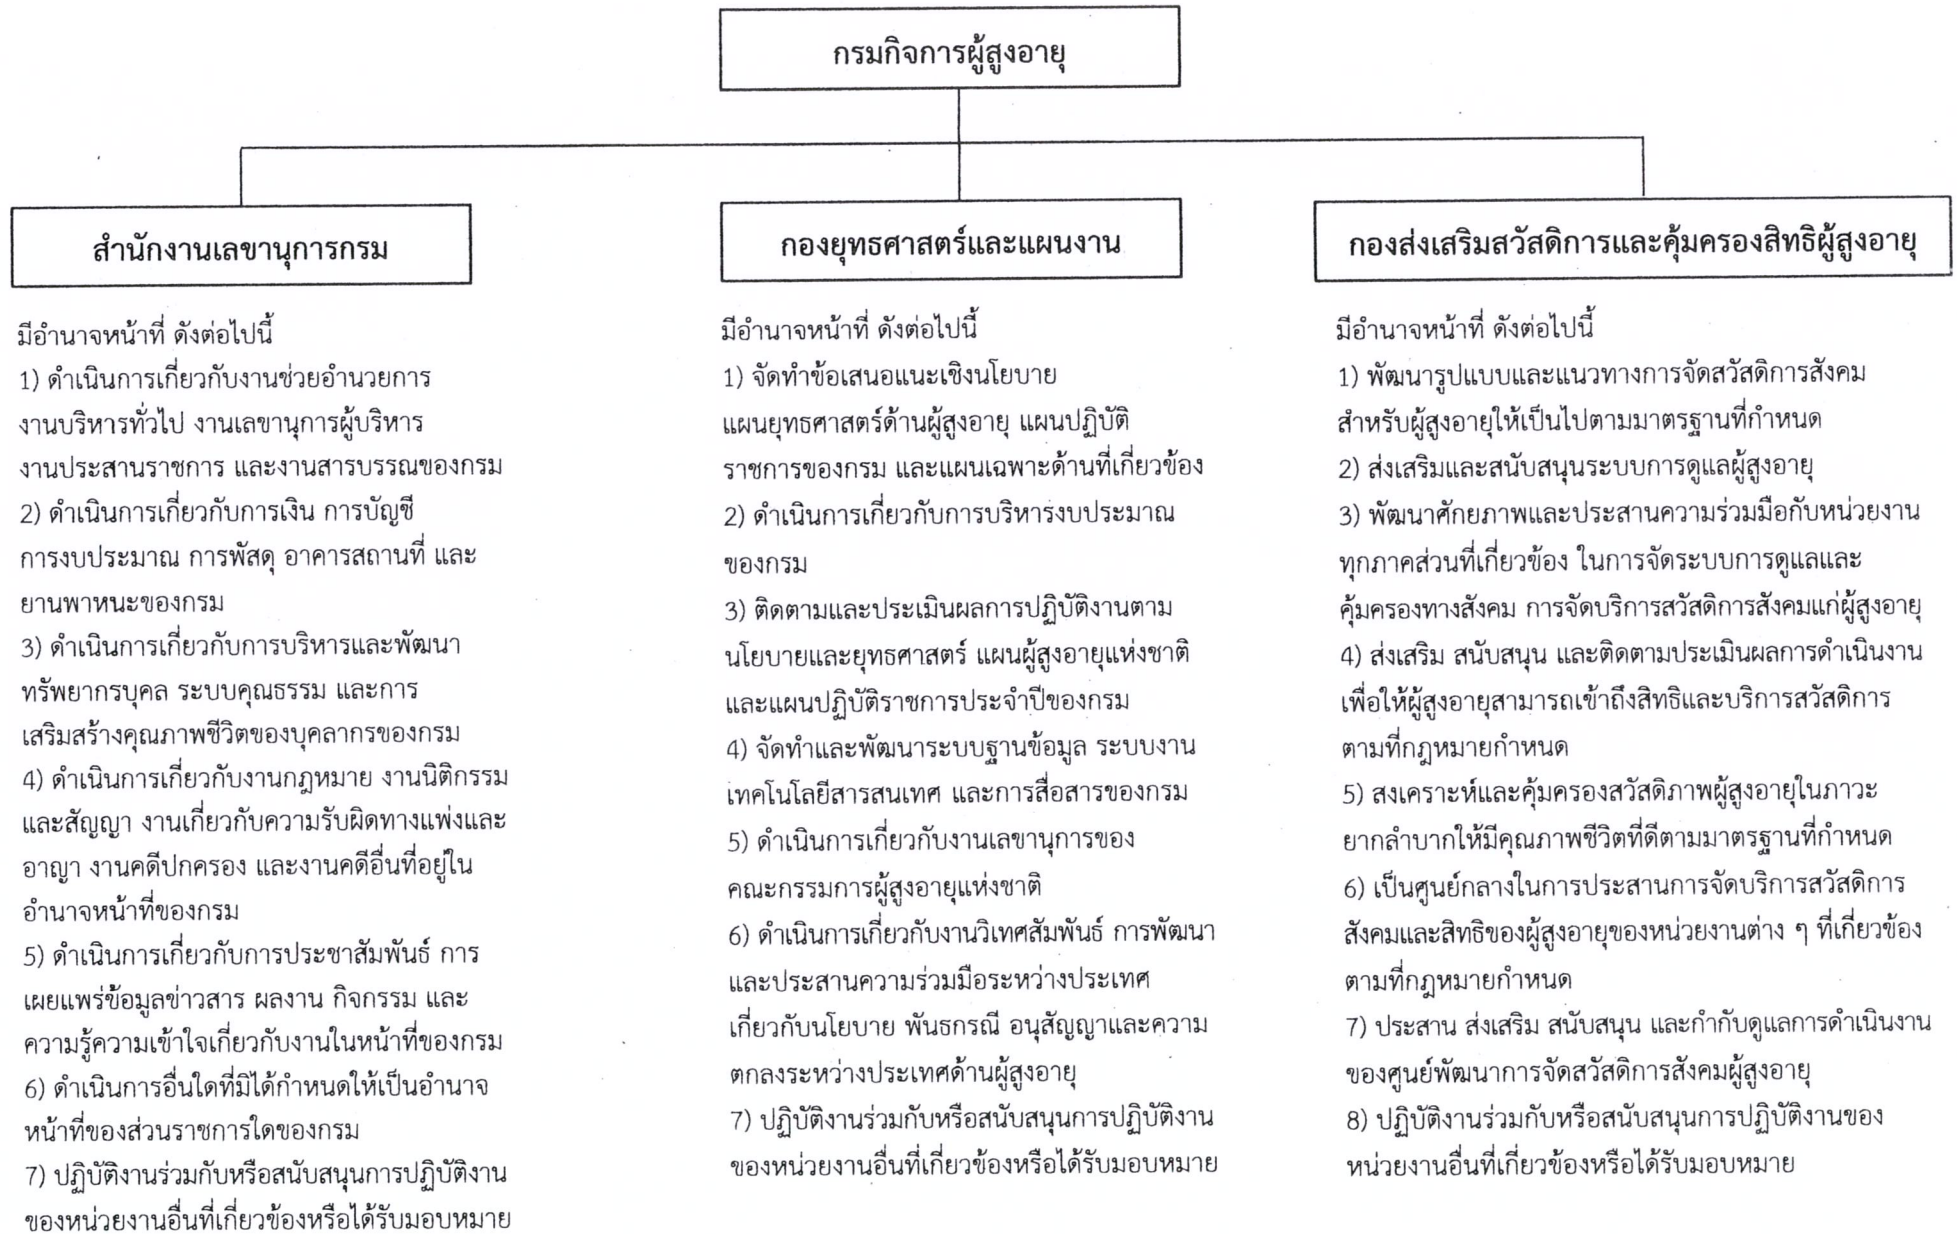 กรมกิจการผู้สูงอายุ
สำนักงานเลขานุการกรม
มีอำนาจหน้าที่ ดังต่อไปนี้
1) ดำเนินการเกี่ยวกับงานช่วยอำนวยการ
งานบริหารทั่วไป งานเลขานุการผู้บริหาร
งานประสานราชการ และงานสารบรรณของกรม
2) ดำเนินการเกี่ยวกับการเงิน การบัญชี
การงบประมาณ การพัสดุ อาคารสถานที่ และ
ยานพาหนะของกรม
3) ดำเนินการเกี่ยวกับการบริหารและพัฒนา
ทรัพยากรบุคล ระบบคุณธรรม และการ
เสริมสร้างคุณภาพชีวิตของบุคลากรของกรม
4) ดำเนินการเกี่ยวกับงานกฎหมาย งานนิติกรรม
และสัญญา งานเกี่ยวกับความรับผิดทางแพ่งและ
อาญา งานคดีปกครอง และงานคดีอื่นที่อยู่ใน
อำนาจหน้าที่ของกรม
5) ดำเนินการเกี่ยวกับการประชาสัมพันธ์ การ
เผยแพร่ข้อมูลข่าวสาร ผลงาน กิจกรรม และ
ความรู้ความเข้าใจเกี่ยวกับงานในหน้าที่ของกรม
6) ดำเนินการอื่นใดที่มิได้กำหนดให้เป็นอำนาจ
หน้าที่ของส่วนราชการใดของกรม
7) ปฏิบัติงานร่วมกับหรือสนับสนุนการปฏิบัติงาน
ของหน่วยงานอื่นที่เกี่ยวข้องหรือได้รับมอบหมาย
กองยุทธศาสตร์และแผนงาน
มีอำนาจหน้าที่ ดังต่อไปนี้
1) จัดทำข้อเสนอแนะเชิงนโยบาย
แผนยุทธศาสตร์ด้านผู้สูงอายุ แผนปฏิบัติ
ราชการของกรม และแผนเฉพาะด้านที่เกี่ยวข้อง
2) ดำเนินการเกี่ยวกับการบริหารงบประมาณ
ของกรม
3) ติดตามและประเมินผลการปฏิบัติงานตาม
นโยบายและยุทธศาสตร์ แผนผู้สูงอายุแห่งชาติ
และแผนปฏิบัติราชการประจำปีของกรม
4) จัดทำและพัฒนาระบบฐานข้อมูล ระบบงาน
เทคโนโลยีสารสนเทศ และการสื่อสารของกรม
5) ดำเนินการเกี่ยวกับงานเลขานุการของ
คณะกรรมการผู้สูงอายุแห่งชาติ
6) ดำเนินการเกี่ยวกับงานวิเทศสัมพันธ์ การพัฒนา
และประสานความร่วมมือระหว่างประเทศ
เกี่ยวกับนโยบาย พันธกรณี อนุสัญญาและความ
ตกลงระหว่างประเทศด้านผู้สูงอายุ
7) ปฏิบัติงานร่วมกับหรือสนับสนุนการปฏิบัติงาน
ของหน่วยงานอื่นที่เกี่ยวข้องหรือได้รับมอบหมาย
กองส่งเสริมสวัสดิการและคุ้มครองสิทธิผู้สูงอายุ
มีอำนาจหน้าที่ ดังต่อไปนี้
1) พัฒนารูปแบบและแนวทางการจัดสวัสดิการสังคม
สำหรับผู้สูงอายุให้เป็นไปตามมาตรฐานที่กำหนด
2) ส่งเสริมและสนับสนุนระบบการดูแลผู้สูงอายุ
3) พัฒนาศักยภาพและประสานความร่วมมือกับหน่วยงาน
ทุกภาคส่วนที่เกี่ยวข้อง ในการจัดระบบการดูแลและ
คุ้มครองทางสังคม การจัดบริการสวัสดิการสังคมแก่ผู้สูงอายุ
4) ส่งเสริม สนับสนุน และติดตามประเมินผลการดำเนินงาน
เพื่อให้ผู้สูงอายุสามารถเข้าถึงสิทธิและบริการสวัสดิการ
ตามที่กฎหมายกำหนด
5) สงเคราะห์และคุ้มครองสวัสดิภาพผู้สูงอายุในภาวะ
ยากลำบากให้มีคุณภาพชีวิตที่ดีตามมาตรฐานที่กำหนด
6) เป็นศูนย์กลางในการประสานการจัดบริการสวัสดิการ
สังคมและสิทธิของผู้สูงอายุของหน่วยงานต่าง ๆ ที่เกี่ยวข้อง
ตามที่กฎหมายกำหนด
7) ประสาน ส่งเสริม สนับสนุน และกำกับดูแลการดำเนินงาน
ของศูนย์พัฒนาการจัดสวัสดิการสังคมผู้สูงอายุ
8) ปฏิบัติงานร่วมกับหรือสนับสนุนการปฏิบัติงานของ
หน่วยงานอื่นที่เกี่ยวข้องหรือได้รับมอบหมาย